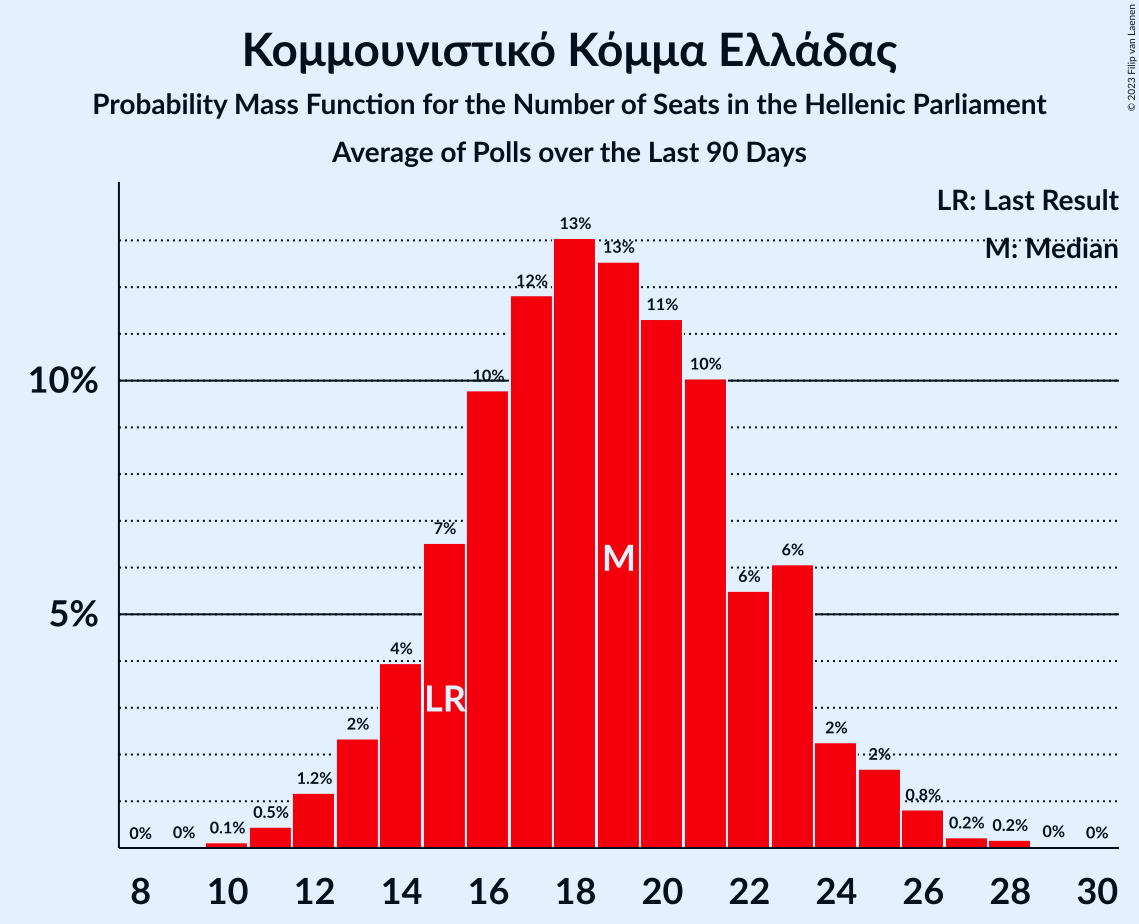 Κομμουνιστικό Κόμμα Ελλάδας
Probability Mass Function for the Number of Seats in the Hellenic Parliament
Average of Polls over the Last 90 Days
© 2023 Filip van Laenen
LR: Last Result
M: Median
10%
5%
0%
0%
0.1%
0.5%
1.2%
2%
4%
7%
10%
12%
13%
13%
11%
10%
6%
6%
2%
2%
0.8%
0.2%
0.2%
0%
0%
LR
M
8 10 12 14 16 18 20 22 24 26 28 30